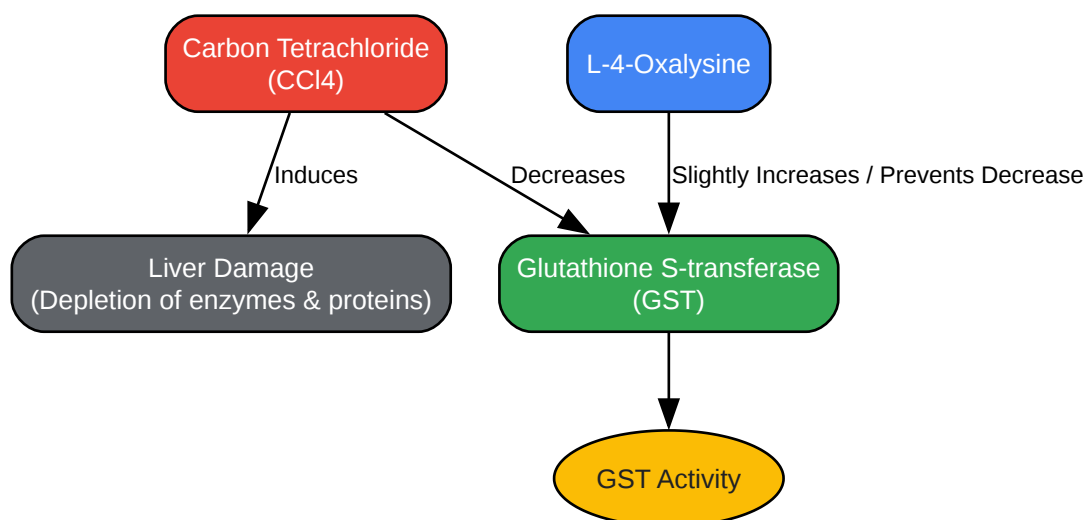 Carbon Tetrachloride
(CCl4)
L-4-Oxalysine
Induces
Decreases
Slightly Increases / Prevents Decrease
Liver Damage
(Depletion of enzymes & proteins)
Glutathione S-transferase
(GST)
GST Activity